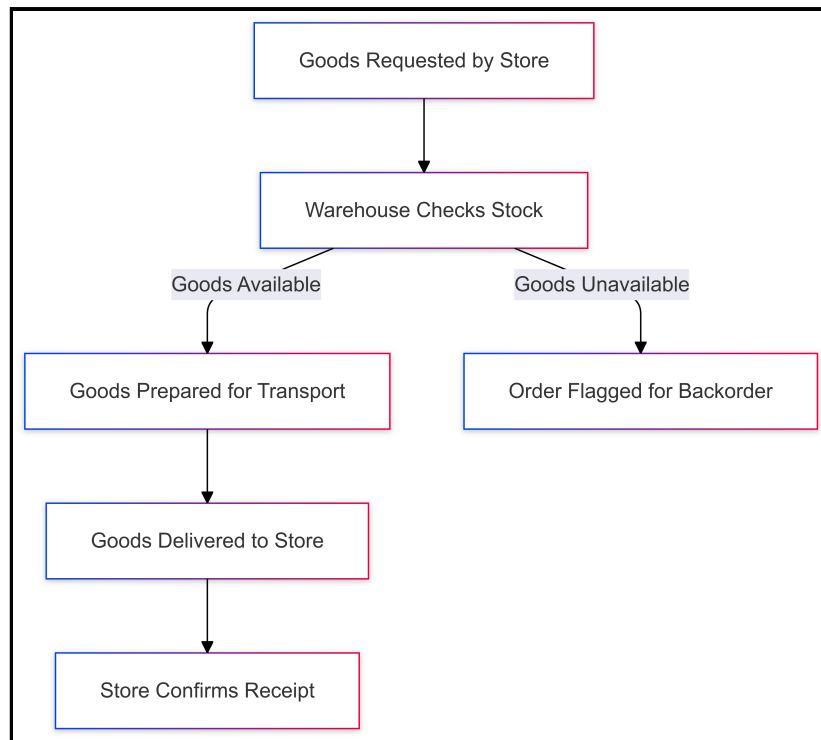 Goods Requested by Store
Warehouse Checks Stock
Goods Available
Goods Unavailable
Goods Prepared for Transport
Order Flagged for Backorder
Goods Delivered to Store
Store Confirms Receipt